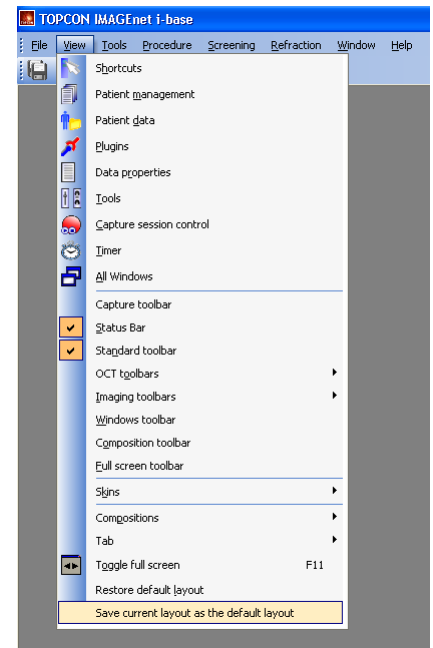 TOPCON IMAGEnet i-base
File View Tools Procedure Screening Refraction Window Help
Shortcuts
Patient management
Patient data
Plugins
Data properties
Tools
Capture session control
Timer
All Windows
Capture toolbar
Status Bar
Standard toolbar
OCT toolbars
Imaging toolbars
Windows toolbar
Composition toolbar
Full screen toolbar
Skins
Compositions
Tab
Toggle full screen F11
Restore default layout
Save current layout as the default layout